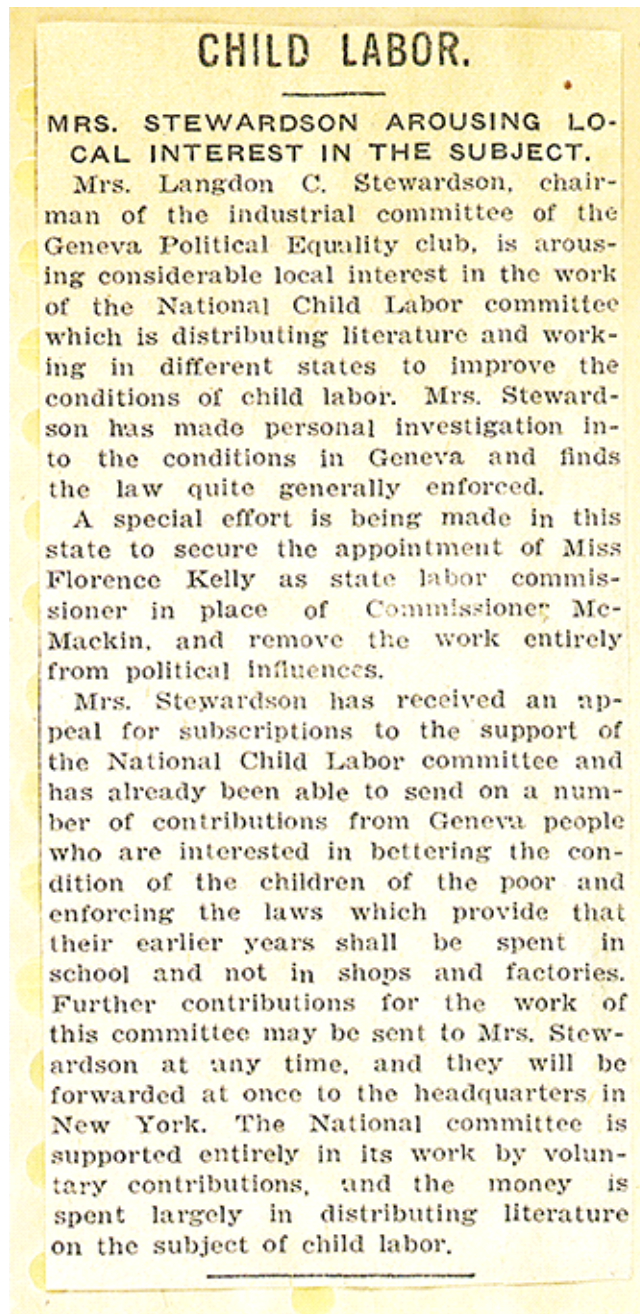 CHILD LABOR.
MRS. STEWARDSON AROUSING LO-
CAL INTEREST IN THE SUBJECT.
Mrs. Langdon C. Stewardson, chair-
man of the industrial committee of the
Geneva Political Equality club, is arous-
ing considerable local interest in the work
of the National Child Labor committee
which is distributing literature and work-
ing in different states to improve the
conditions of child labor. Mrs. Steward-
son has made personal investigation in-
to the conditions in Geneva and finds
the law quite generally enforced.
A special effort is being made in this
state to secure the appointment of Miss
Florence Kelly as state labor commis-
sioner in place of Commissioner Mc-
Mackin, and remove the work entirely
from political influences.
Mrs. Stewardson has received an ap-
peal for subscriptions to the support of
the National Child Labor committee and
has already been able to send on a num-
ber of contributions from Geneva people
who are interested in bettering the con-
dition of the children of the poor and
enforcing the laws which provide that
their earlier years shall be spent in
school and not in shops and factories.
Further contributions for the work of
this committee may be sent to Mrs. Stew-
ardson at any time, and they will be
forwarded at once to the headquarters in
New York. The National committee is
supported entirely in its work by volun-
tary contributions, and the money is
spent largely in distributing literature
on the subject of child labor.